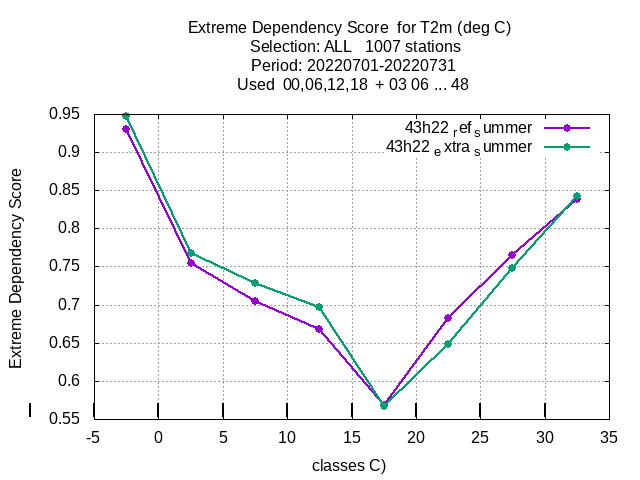 Extreme Dependency Score  for T2m (deg C)
Selection: ALL   1007 stations
Period: 20220701-20220731
Used  00,06,12,18  + 03 06 ... 48
43h22 ref summer
43h22 extra summer
Extreme Dependency Score
0.95
0.9
0.85
0.8
0.75
0.7
0.65
0.6
0.55
-5 0 5 10 15 20 25 30 35
classes C)